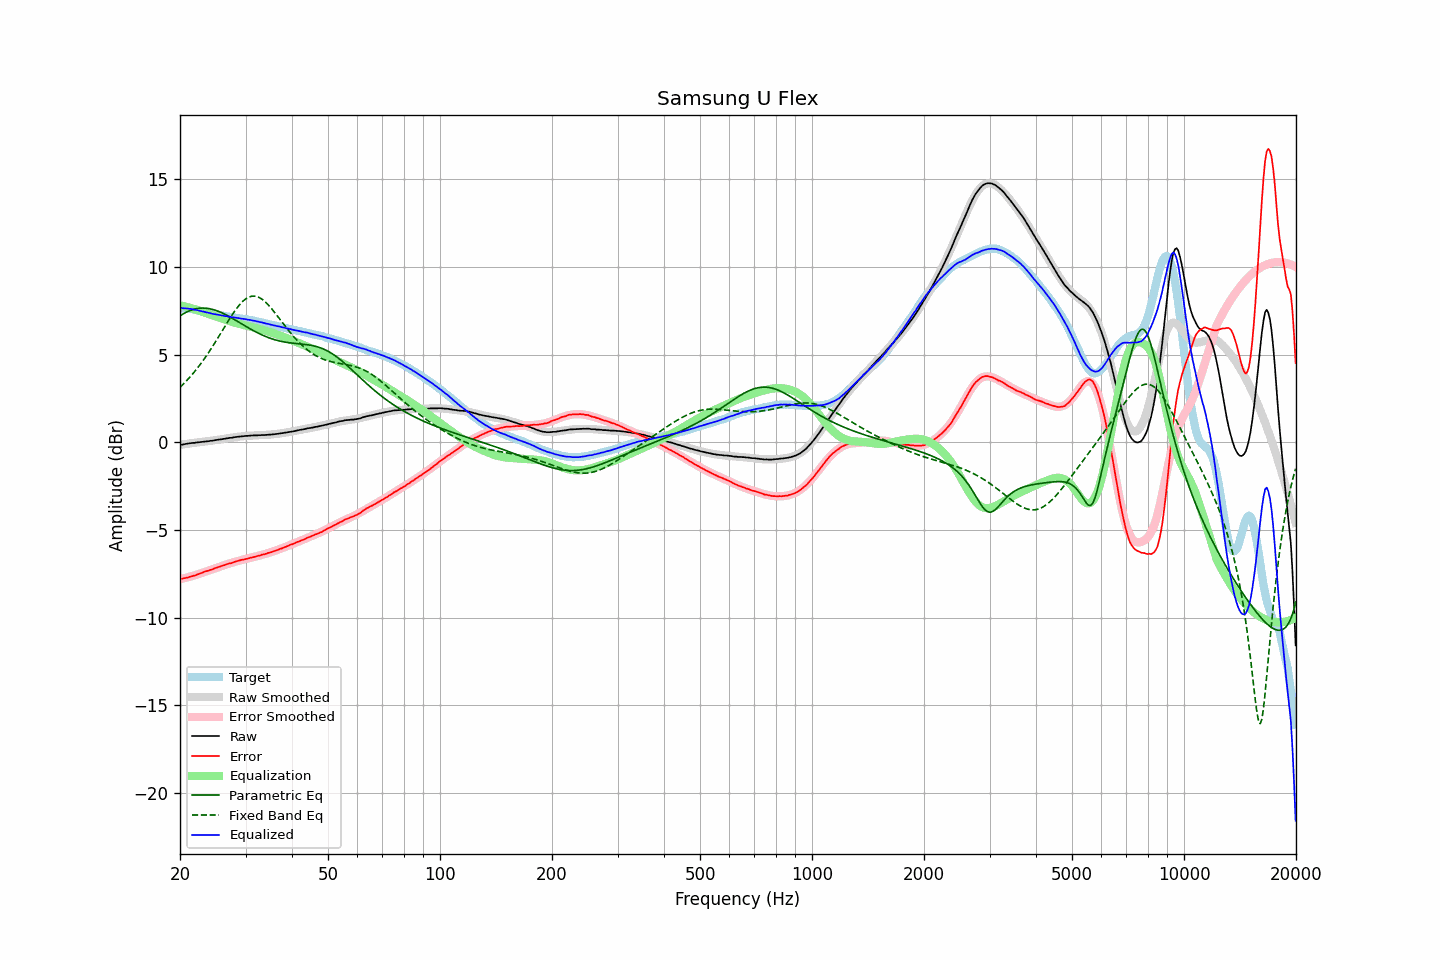 Samsung U Flex
Amplitude (dBr)
15
10
5
0
−5
−10
−15
−20
Target
Raw Smoothed
Error Smoothed
Raw
Error
Equalization
Parametric Eq
Fixed Band Eq
Equalized
20 50 100 200 500 1000 2000 5000 10000 20000
Frequency (Hz)